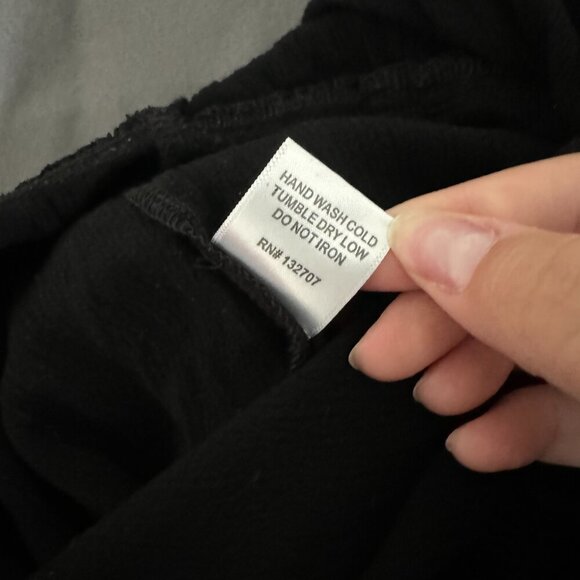 HAND WASH COLD
TUMBLE DRY LOW
DO NOT IRON
RN# 132707